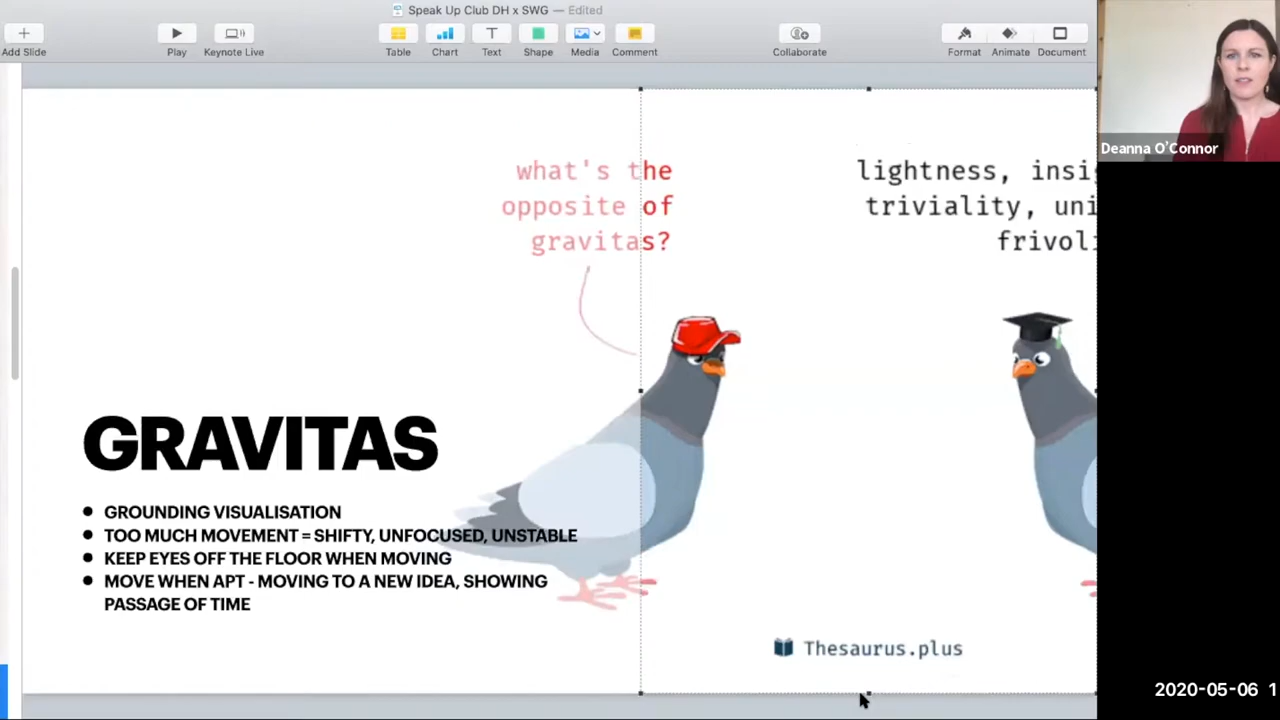 Speak Up Club DH x SWG — Edited
Add Slide
Play
Keynote Live
Table
Chart
Text
Shape
Media
Comment
Collaborate
Format
Animate
Document
Deanna O'Connor
what's the
opposite of
gravitas?
lightness,
triviality,
GRAVITAS
• GROUNDING VISUALISATION
• TOO MUCH MOVEMENT = SHIFTY, UNFOCUSED, UNSTABLE
• KEEP EYES OFF THE FLOOR WHEN MOVING
• MOVE WHEN APT - MOVING TO A NEW IDEA, SHOWING
PASSAGE OF TIME
Thesaurus.plus
2020-05-06 1